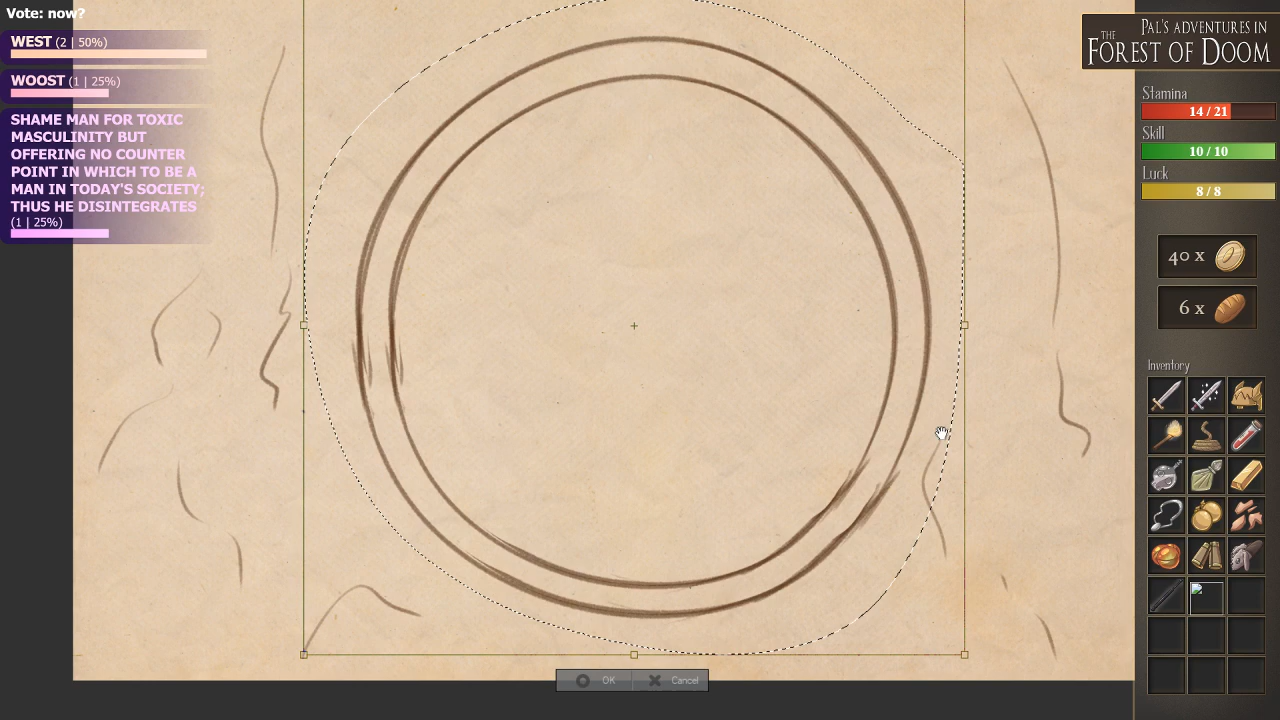 Vote: now?
WEST (2 | 50%)
WOOST (1 | 25%)
SHAME MAN FOR TOXIC
MASCULINITY BUT
OFFERING NO COUNTER
POINT IN WHICH TO BE A
MAN IN TODAY'S SOCIETY;
THUS HE DISINTEGRATES
(1 | 25%)
PAL'S ADVENTURES IN
THE
FOREST OF DOOM
Stamina
14 / 21
Skill
10 / 10
Luck
8 / 8
40 x
6 x
Inventory
OK
Cancel